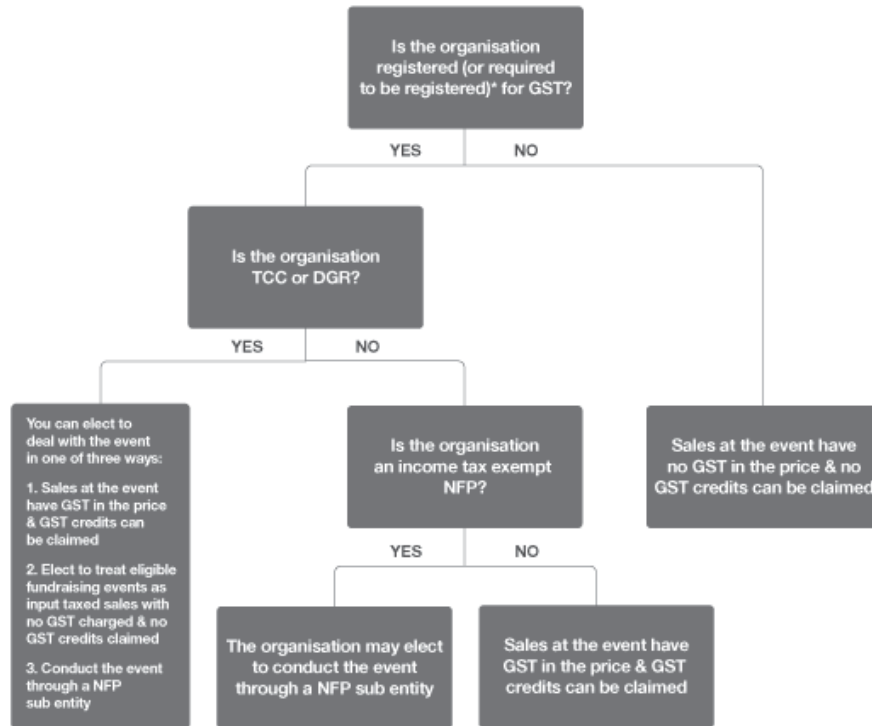 Is the organisation
registered (or required
to be registered)* for GST?
YES
NO
Is the organisation
TCC or DGR?
YES
NO
You can elect to
deal with the event
in one of three ways:
1. Sales at the event
have GST in the price
& GST credits can
be claimed
2. Elect to treat eligible
fundraising events as
input taxed sales with
no GST charged & no
GST credits claimed
3. Conduct the event
through a NFP
sub entity
Is the organisation
an income tax exempt
NFP?
Sales at the event have
no GST in the price & no
GST credits can be claimed
YES
NO
The organisation may elect
to conduct the event
through a NFP sub entity
Sales at the event have
GST in the price & GST
credits can be claimed